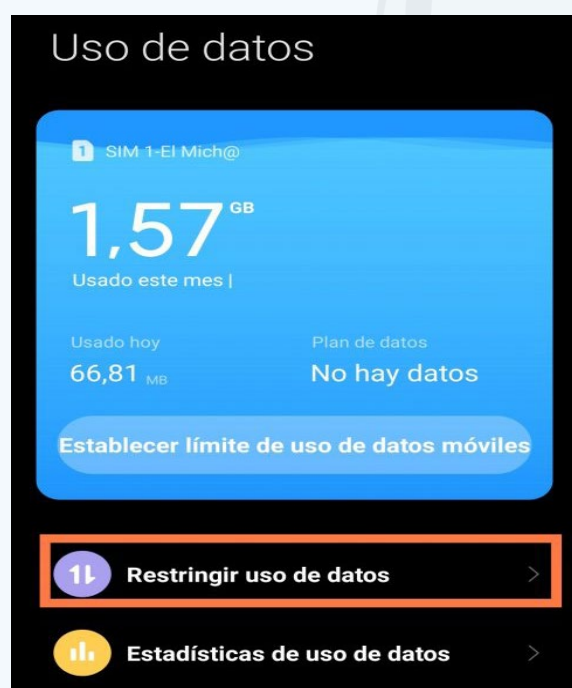 Uso de datos
1 SIM 1-El Mich@
1,57 GB
Usado este mes |
Usado hoy Plan de datos
66,81 MB No hay datos
Establecer límite de uso de datos móviles
Restringir uso de datos
Estadísticas de uso de datos